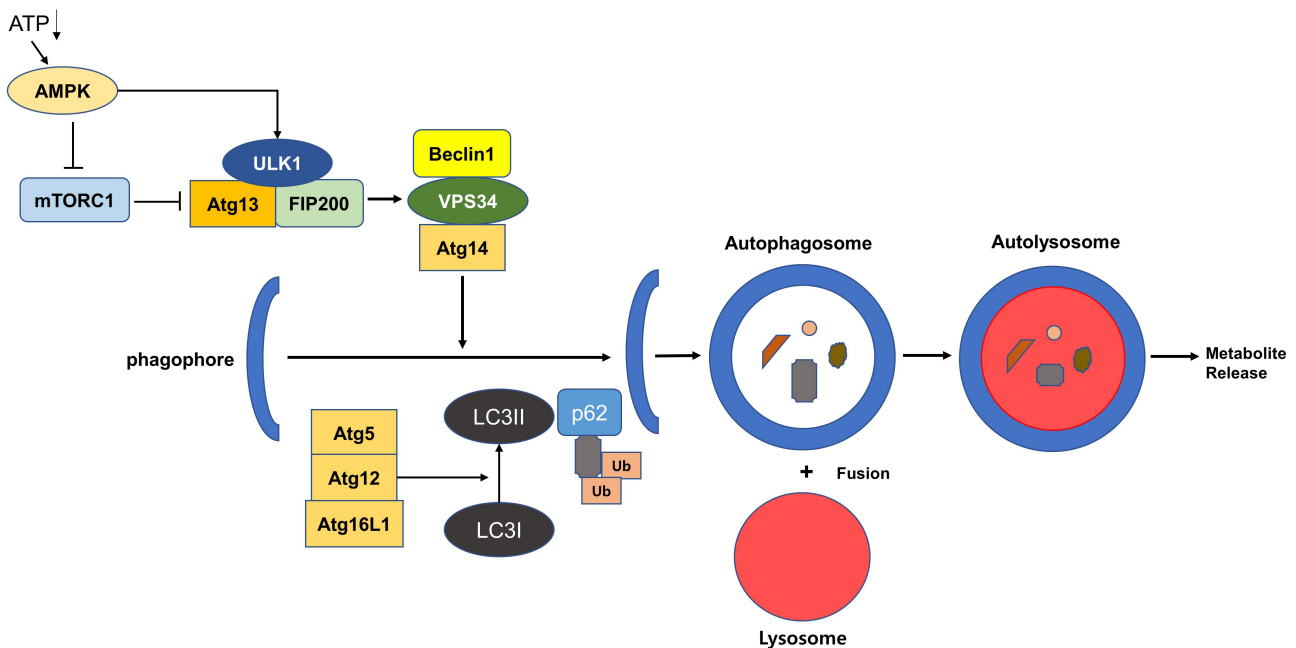 ATP
AMPK
ULK1
mTORC1
Atg13
FIP200
Beclin1
VPS34
Atg14
phagophore
Atg5
Atg12
Atg16L1
LC3II
LC3I
p62
Ub
Ub
Autophagosome
+
Fusion
Lysosome
Autolysosome
Metabolite
Release